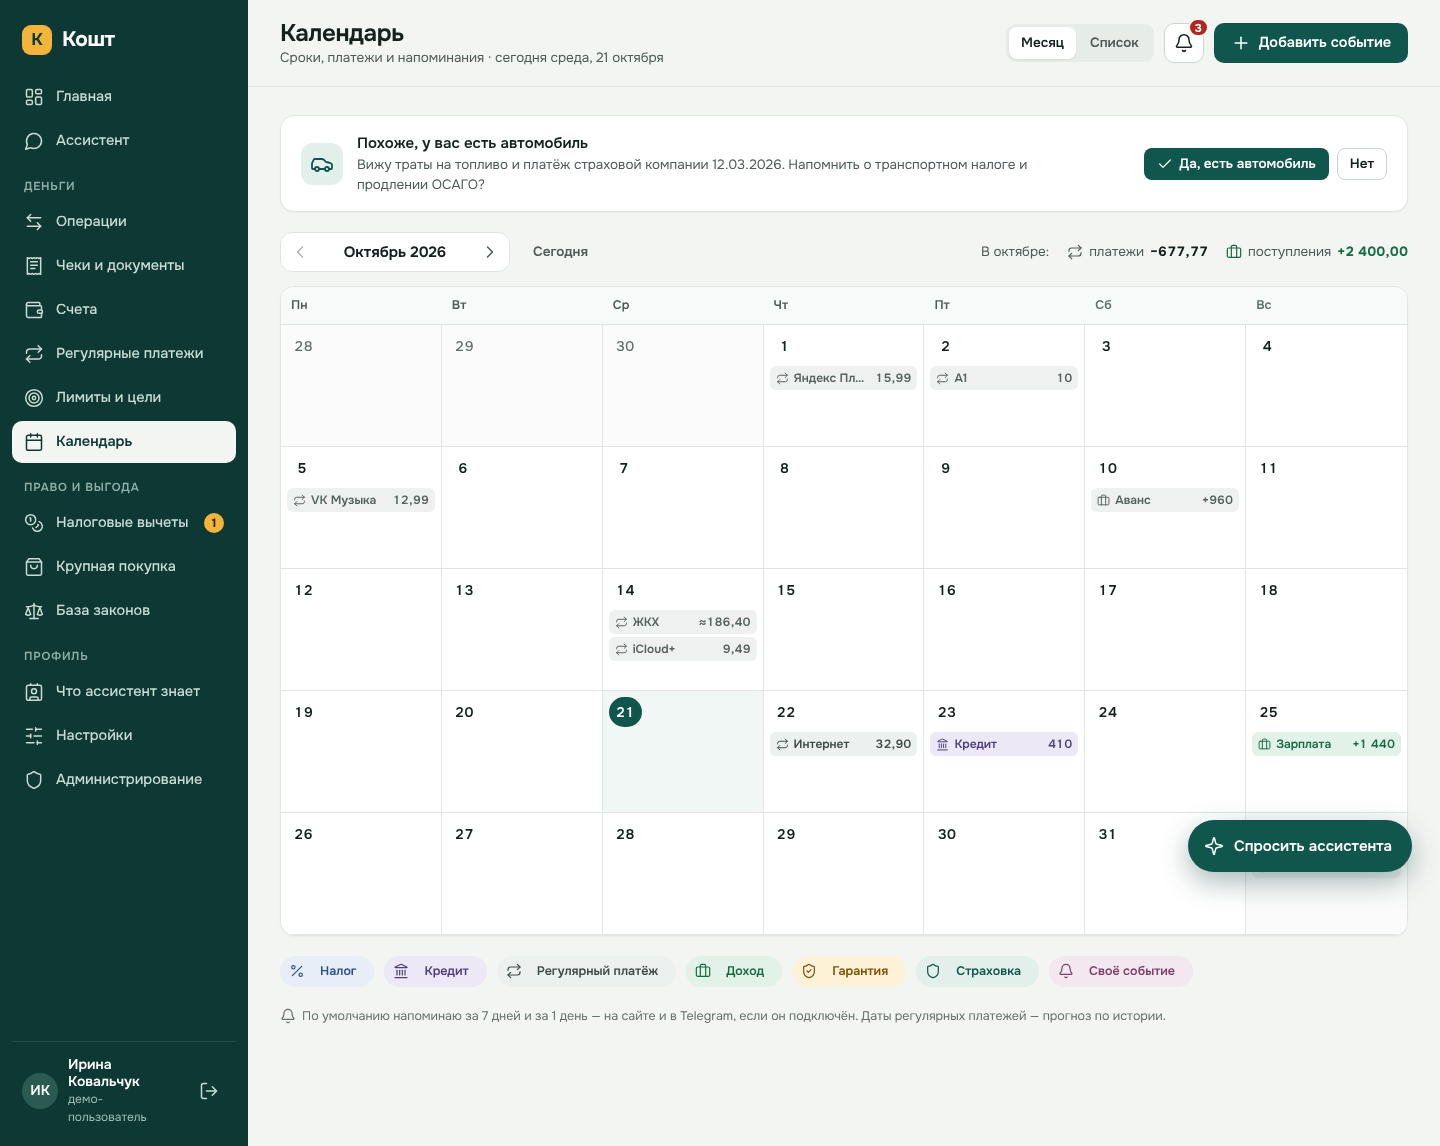 К Кошт
Главная
Ассистент
ДЕНЬГИ
Операции
Чеки и документы
Счета
Регулярные платежи
Лимиты и цели
Календарь
ПРАВО И ВЫГОДА
Налоговые вычеты 1
Крупная покупка
База законов
ПРОФИЛЬ
Что ассистент знает
Настройки
Администрирование
ИК
Ирина
Ковальчук
демо-
пользователь
Календарь
Сроки, платежи и напоминания · сегодня среда, 21 октября
Месяц Список 3 Добавить событие
Похоже, у вас есть автомобиль
Вижу траты на топливо и платёж страховой компании 12.03.2026. Напомнить о транспортном налоге и
продлении ОСАГО?
Да, есть автомобиль Нет
Октябрь 2026 Сегодня В октябре: платежи −677,77 поступления +2 400,00
Пн Вт Ср Чт Пт Сб Вс
28 29 30 1 2 3 4
Яндекс Пл... 15,99 А1 10
5 6 7 8 9 10 11
VK Музыка 12,99 Аванс +960
12 13 14 15 16 17 18
ЖКХ ≈186,40
iCloud+ 9,49
19 20 21 22 23 24 25
Интернет 32,90 Кредит 410 Зарплата +1 440
26 27 28 29 30 31
Спросить ассистента
Налог Кредит Регулярный платёж Доход Гарантия Страховка Своё событие
По умолчанию напоминаю за 7 дней и за 1 день — на сайте и в Telegram, если он подключён. Даты регулярных платежей — прогноз по истории.